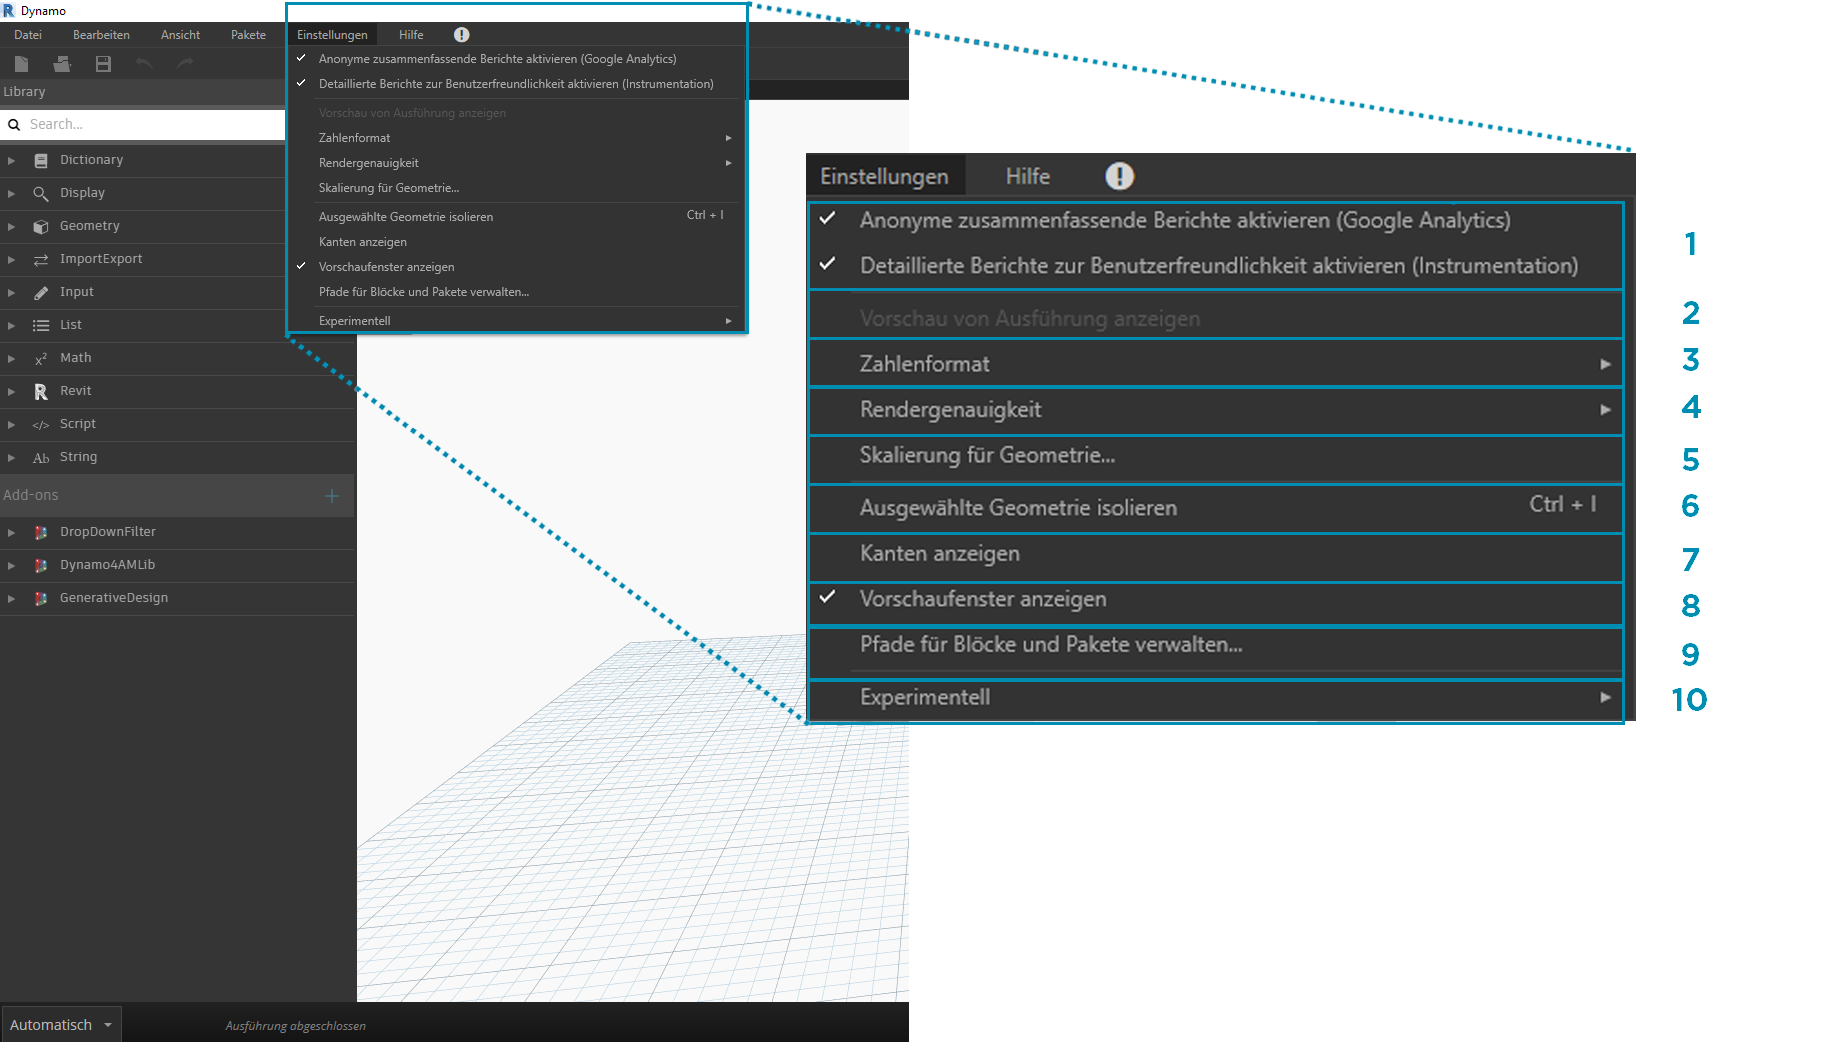 Dynamo
Datei Bearbeiten Ansicht Pakete Einstellungen Hilfe
Anonyme zusammenfassende Berichte aktivieren (Google Analytics)
Detaillierte Berichte zur Benutzerfreundlichkeit aktivieren (Instrumentation)
Vorschau von Ausführung anzeigen
Zahlenformat
Rendergenauigkeit
Skalierung für Geometrie...
Ausgewählte Geometrie isolieren Ctrl + I
Kanten anzeigen
Vorschaufenster anzeigen
Pfade für Blöcke und Pakete verwalten...
Experimentell
Library
Search...
Dictionary
Display
Geometry
ImportExport
Input
List
Math
Revit
Script
String
Add-ons
DropDownFilter
Dynamo4AMLib
GenerativeDesign
Automatisch
Ausführung abgeschlossen
Einstellungen Hilfe
Anonyme zusammenfassende Berichte aktivieren (Google Analytics)
Detaillierte Berichte zur Benutzerfreundlichkeit aktivieren (Instrumentation)
1
Vorschau von Ausführung anzeigen 2
Zahlenformat 3
Rendergenauigkeit 4
Skalierung für Geometrie... 5
Ausgewählte Geometrie isolieren Ctrl + I 6
Kanten anzeigen 7
Vorschaufenster anzeigen 8
Pfade für Blöcke und Pakete verwalten... 9
Experimentell 10